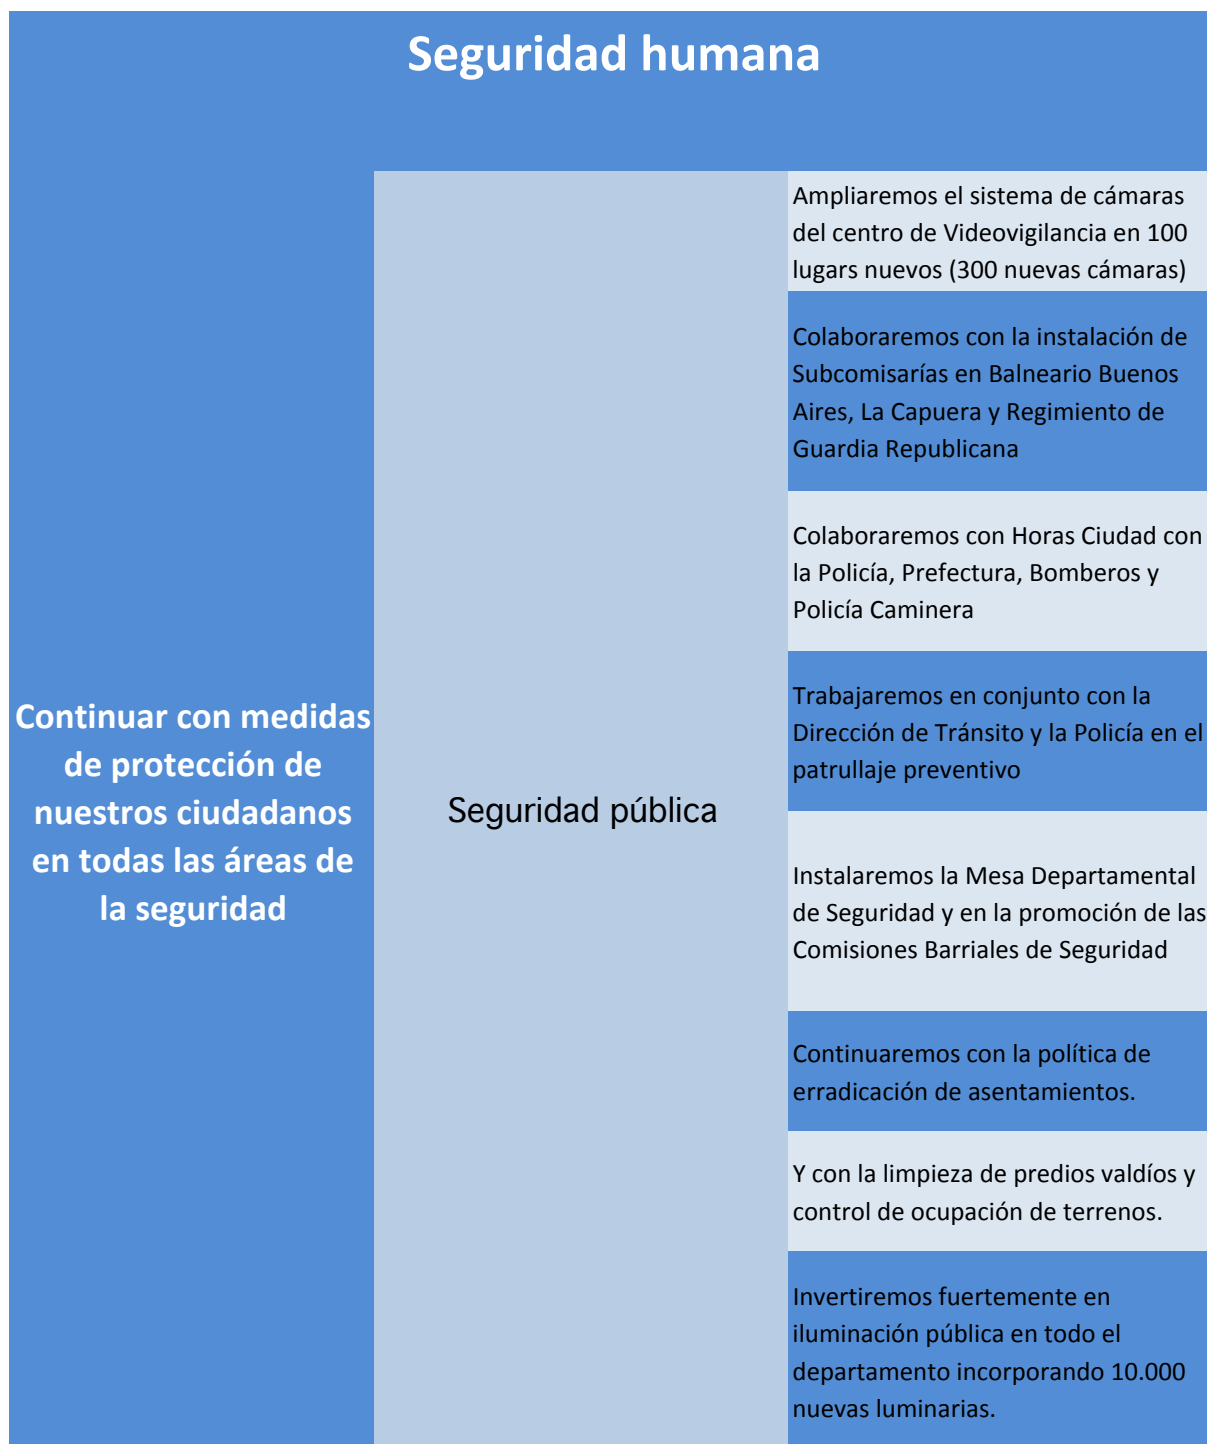 Seguridad humana
Continuar con medidas
de protección de
nuestros ciudadanos
en todas las áreas de
la seguridad
Seguridad pública
Ampliaremos el sistema de cámaras
del centro de Videovigilancia en 100
lugars nuevos (300 nuevas cámaras)
Colaboraremos con la instalación de
Subcomisarías en Balneario Buenos
Aires, La Capuera y Regimiento de
Guardia Republicana
Colaboraremos con Horas Ciudad con
la Policía, Prefectura, Bomberos y
Policía Caminera
Trabajaremos en conjunto con la
Dirección de Tránsito y la Policía en el
patrullaje preventivo
Instalaremos la Mesa Departamental
de Seguridad y en la promoción de las
Comisiones Barriales de Seguridad
Continuaremos con la política de
erradicación de asentamientos.
Y con la limpieza de predios valdíos y
control de ocupación de terrenos.
Invertiremos fuertemente en
iluminación pública en todo el
departamento incorporando 10.000
nuevas luminarias.